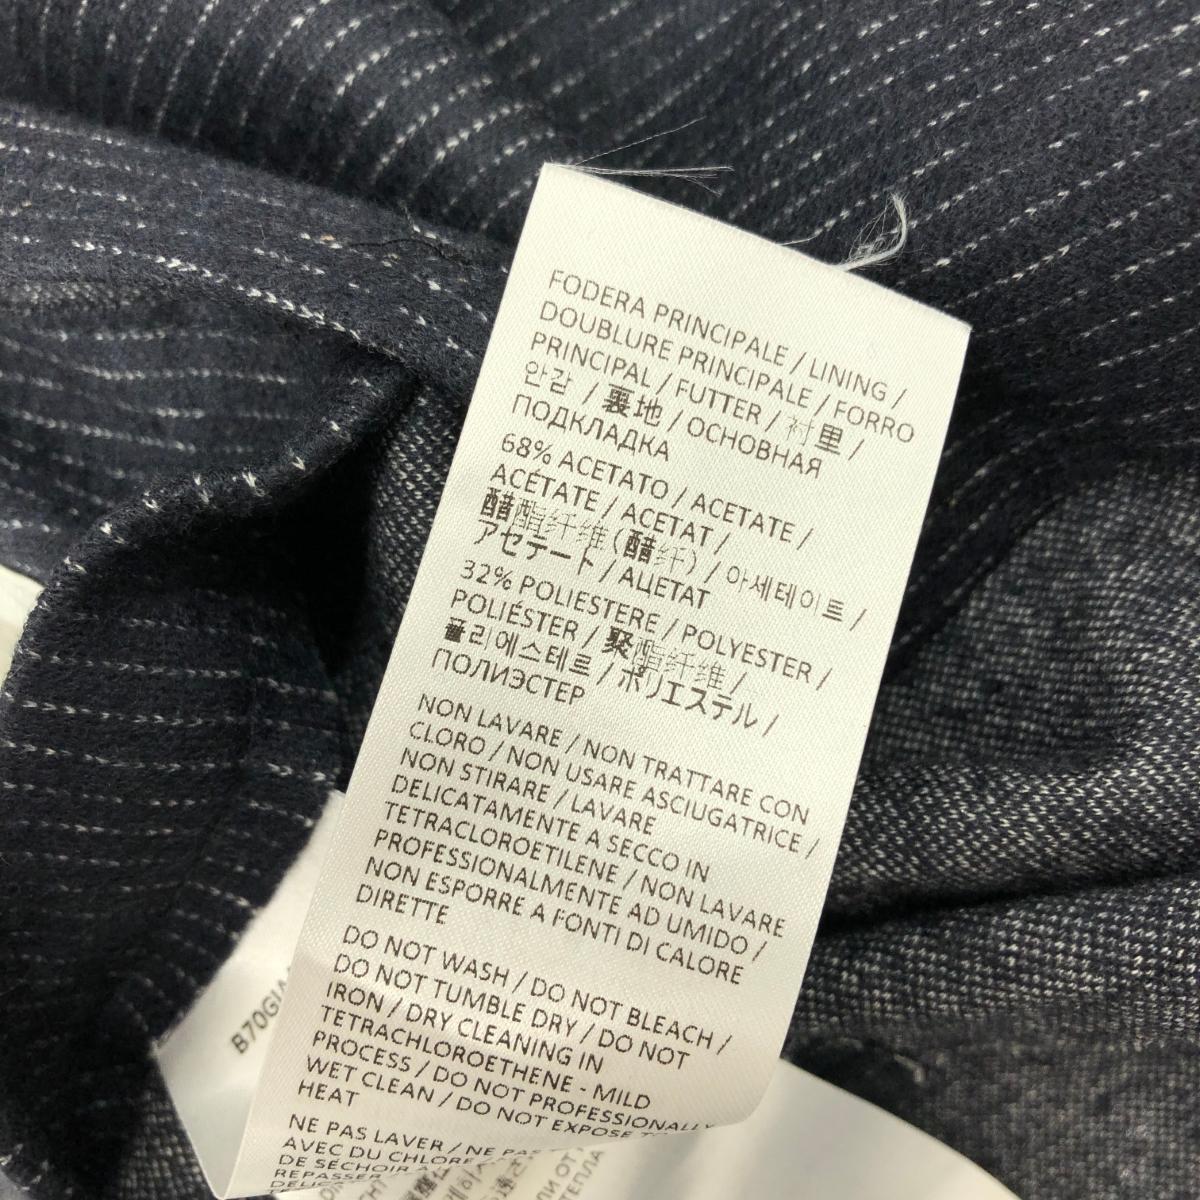 FODERA PRINCIPALE / LINING /
DOUBLURE PRINCIPALE / FORRO
PRINCIPAL / FUTTER / 衬里 /
안감 / 裏地 / ОСНОВНАЯ
ПОДКЛАДКА
68% ACETATO / ACETATE /
ACÉTATE / ACETAT /
醋酯纤维(醋纤) / 아세테이트 /
アセテート / АЦЕТАТ
32% POLIESTERE / POLYESTER /
POLIÉSTER / 聚酯纤维 /
폴리에스테르 / ポリエステル /
ПОЛИЭСТЕР
NON LAVARE / NON TRATTARE CON
CLORO / NON USARE ASCIUGATRICE /
NON STIRARE / LAVARE
DELICATAMENTE A SECCO IN
TETRACLOROETILENE / NON LAVARE
PROFESSIONALMENTE AD UMIDO /
NON ESPORRE A FONTI DI CALORE
DIRETTE
DO NOT WASH / DO NOT BLEACH /
DO NOT TUMBLE DRY / DO NOT
IRON / DRY CLEANING IN
TETRACHLOROETHENE - MILD
PROCESS / DO NOT PROFESSIONALLY
WET CLEAN / DO NOT EXPOSE TO
HEAT
NE PAS LAVER / NE PAS
AVEC DU CHLORE
DE SÉCHOIR A
REPASSER
B70GIA